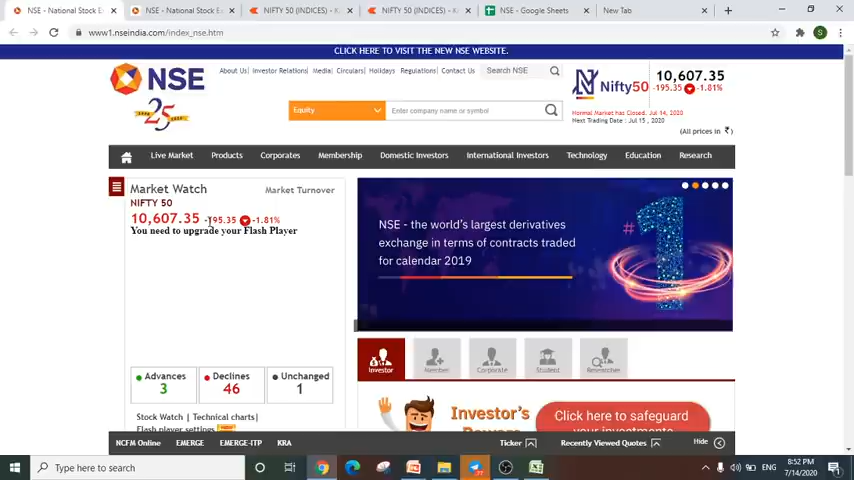 NSE - National Stock E
NSE - National Stock E
NIFTY 50 (INDICES) - K
NIFTY 50 (INDICES) - K
NSE - Google Sheets
New Tab
www1.nseindia.com/index_nse.htm
S
CLICK HERE TO VISIT THE NEW NSE WEBSITE.
NSE
25
About Us| Investor Relations| Media| Circulars| Holidays Regulations| Contact Us
Search NSE
Equity
Enter company name or symbol
Nifty50
10,607.35
-195.35 -1.81%
Normal Market has Closed. Jul 14, 2020
Next Trading Date : Jul 15 , 2020
(All prices in ₹)
Live Market Products Corporates Membership Domestic Investors International Investors Technology Education Research
Market Watch
Market Turnover
NIFTY 50
10,607.35 -195.35 -1.81%
You need to upgrade your Flash Player
Advances
3
Declines
46
Unchanged
1
Stock Watch | Technical charts|
Flash player settings
NSE - the world's largest derivatives
exchange in terms of contracts traded
for calendar 2019
#1
Investor
Member
Corporate
Student
Researcher
Investor's
Click here to safeguard
your investments
NCFM Online EMERGE EMERGE-ITP KRA
Ticker
Recently Viewed Quotes
Hide
Type here to search
ENG
8:52 PM
7/14/2020